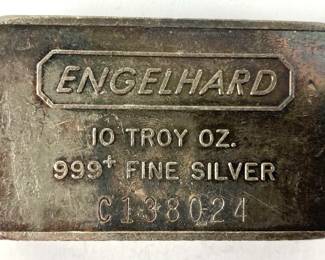 ENGELHARD
10 TROY OZ.
999+ FINE SILVER
C138024